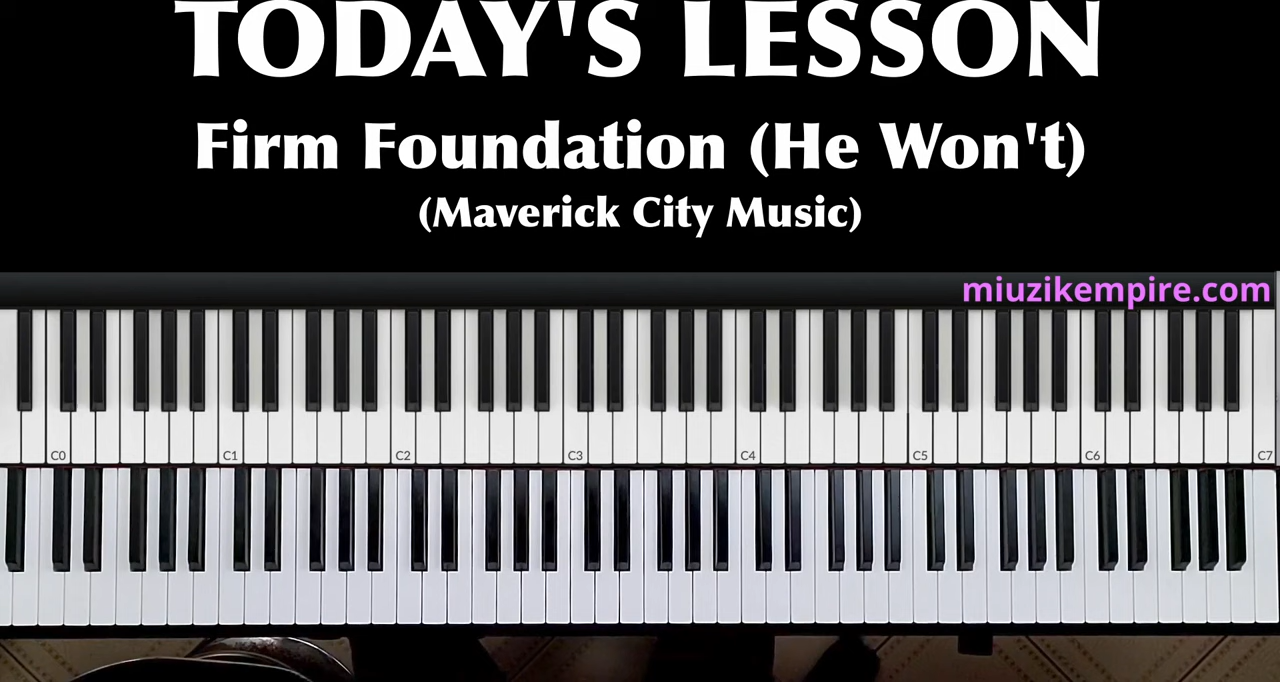 TODAY'S LESSON
Firm Foundation (He Won't)
(Maverick City Music)
miuzikempire.com
C0 C1 C2 C3 C4 C5 C6 C7